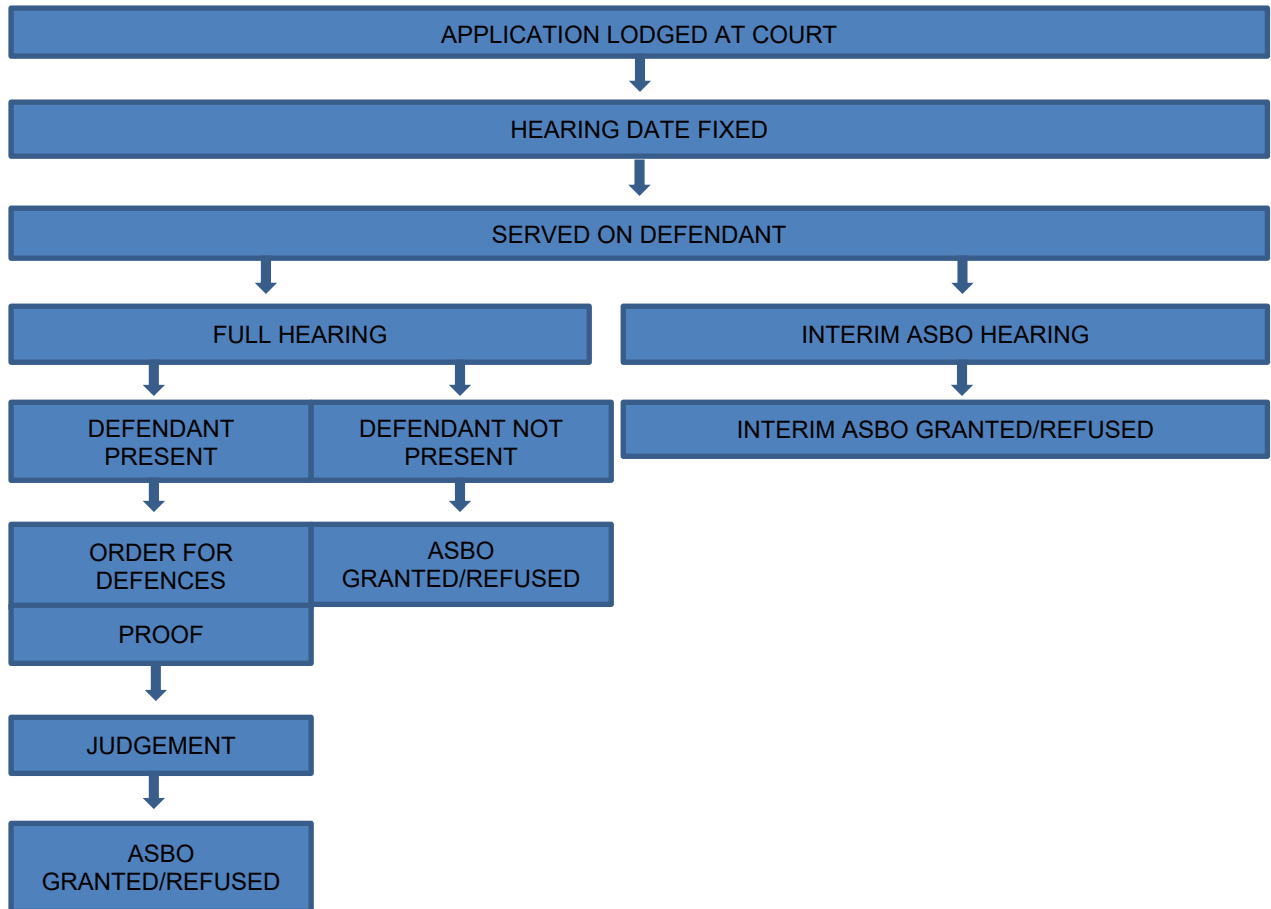 APPLICATION LODGED AT COURT
HEARING DATE FIXED
SERVED ON DEFENDANT
FULL HEARING
INTERIM ASBO HEARING
DEFENDANT
PRESENT
DEFENDANT NOT
PRESENT
INTERIM ASBO GRANTED/REFUSED
ORDER FOR
DEFENCES
ASBO
GRANTED/REFUSED
PROOF
JUDGEMENT
ASBO
GRANTED/REFUSED